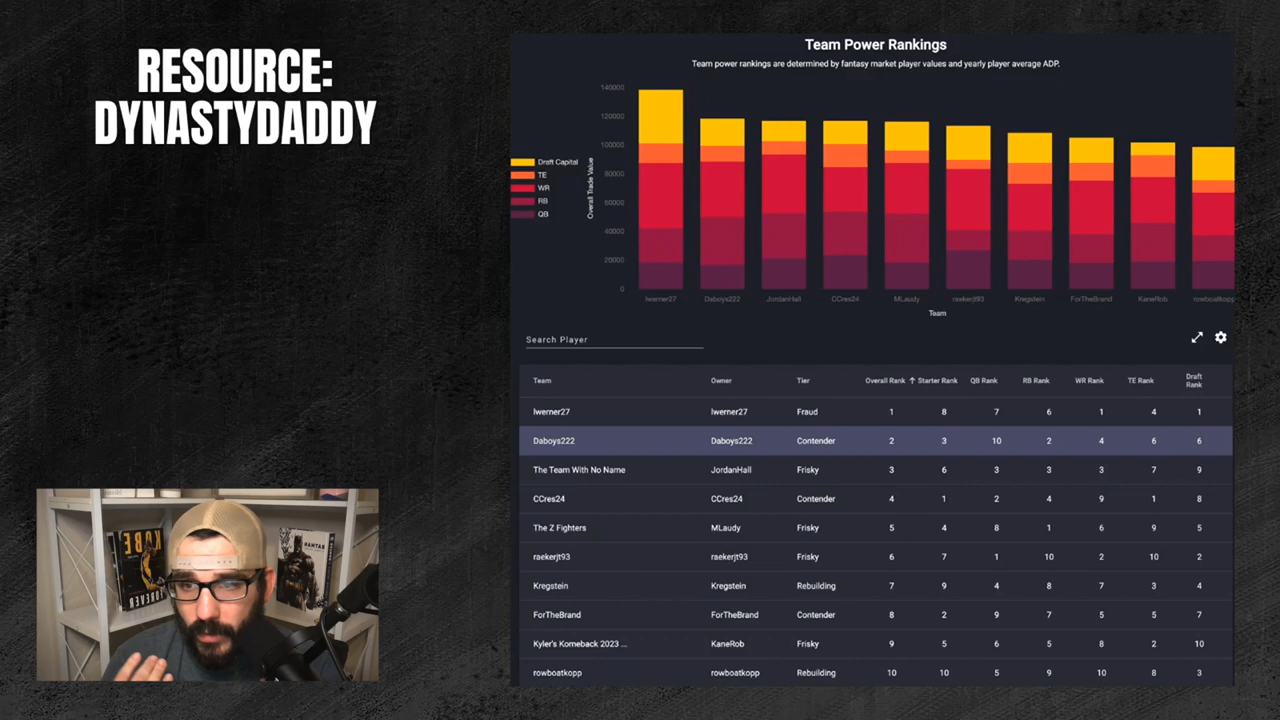 RESOURCE:
DYNASTYDADDY
Team Power Rankings
Team power rankings are determined by fantasy market player values and yearly player average ADP.
140000
120000
100000
80000
60000
40000
20000
0
Overall Trade Value
Draft Capital
TE
WR
RB
QB
lwerner27 Daboys222 JordanHall CCres24 MLaudy raekerjt93 Kregstein ForTheBrand KaneRob rowboatkopp
Team
Search Player
Team Owner Tier Overall Rank ↑ Starter Rank QB Rank RB Rank WR Rank TE Rank Draft Rank
lwerner27 lwerner27 Fraud 1 8 7 6 1 4 1
Daboys222 Daboys222 Contender 2 3 10 2 4 6 6
The Team With No Name JordanHall Frisky 3 6 3 3 3 7 9
CCres24 CCres24 Contender 4 1 2 4 9 1 8
The Z Fighters MLaudy Frisky 5 4 8 1 6 9 5
raekerjt93 raekerjt93 Frisky 6 7 1 10 2 10 2
Kregstein Kregstein Rebuilding 7 9 4 8 7 3 4
ForTheBrand ForTheBrand Contender 8 2 9 7 5 5 7
Kyler's Komeback 2023 ... KaneRob Frisky 9 5 6 5 8 2 10
rowboatkopp rowboatkopp Rebuilding 10 10 5 9 10 8 3
KOBE
FOREVER
BATMAN